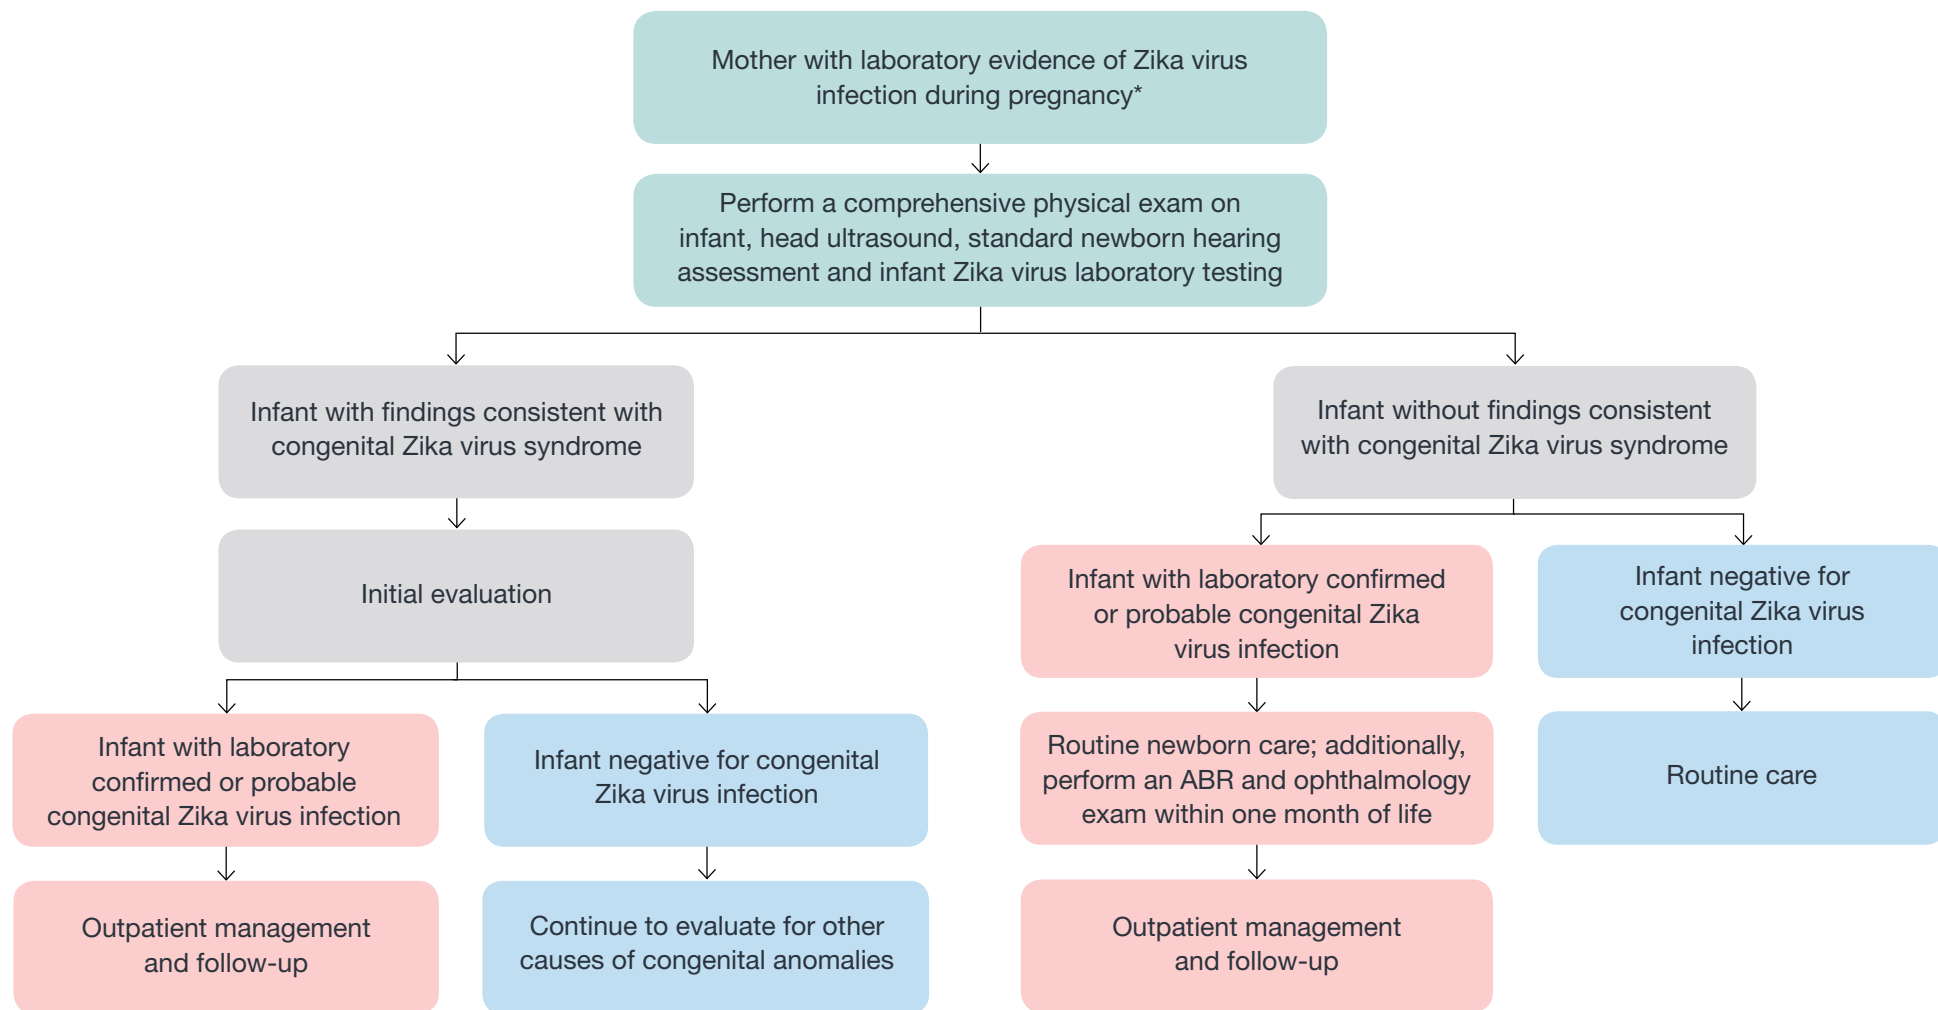 Mother with laboratory evidence of Zika virus
infection during pregnancy*
Perform a comprehensive physical exam on
infant, head ultrasound, standard newborn hearing
assessment and infant Zika virus laboratory testing
Infant with findings consistent with
congenital Zika virus syndrome
Infant without findings consistent
with congenital Zika virus syndrome
Initial evaluation
Infant with laboratory confirmed
or probable congenital Zika
virus infection
Infant negative for
congenital Zika virus
infection
Infant with laboratory
confirmed or probable
congenital Zika virus infection
Infant negative for congenital
Zika virus infection
Routine newborn care; additionally,
perform an ABR and ophthalmology
exam within one month of life
Routine care
Outpatient management
and follow-up
Continue to evaluate for other
causes of congenital anomalies
Outpatient management
and follow-up